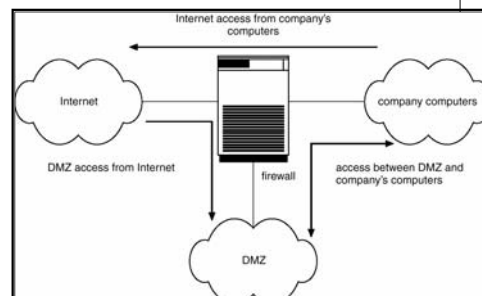 Internet access from company's
computers
Internet
company computers
DMZ access from Internet
firewall
access between DMZ and
company's computers
DMZ